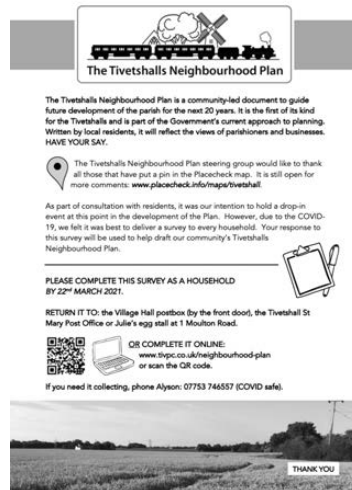 The Tivetshalls Neighbourhood Plan
The Tivetshalls Neighbourhood Plan is a community-led document to guide
future development of the parish for the next 20 years. It is the first of its kind
for the Tivetshalls and is part of the Government's current approach to planning.
Written by local residents, it will reflect the views of parishioners and businesses.
HAVE YOUR SAY.
The Tivetshalls Neighbourhood Plan steering group would like to thank
all those that have put a pin in the Placecheck map. It is still open for
more comments: www.placecheck.info/maps/tivetshall.
As part of consultation with residents, it was our intention to hold a drop-in
event at this point in the development of the Plan. However, due to the COVID-
19, we felt it was best to deliver a survey to every household. Your response to
this survey will be used to help draft our community's Tivetshalls
Neighbourhood Plan.
PLEASE COMPLETE THIS SURVEY AS A HOUSEHOLD
BY 22nd MARCH 2021.
RETURN IT TO: the Village Hall postbox (by the front door), the Tivetshall St
Mary Post Office or Julie's egg stall at 1 Moulton Road.
OR COMPLETE IT ONLINE:
www.tivpc.co.uk/neighbourhood-plan
or scan the QR code.
If you need it collecting, phone Alyson: 07753 746557 (COVID safe).
THANK YOU